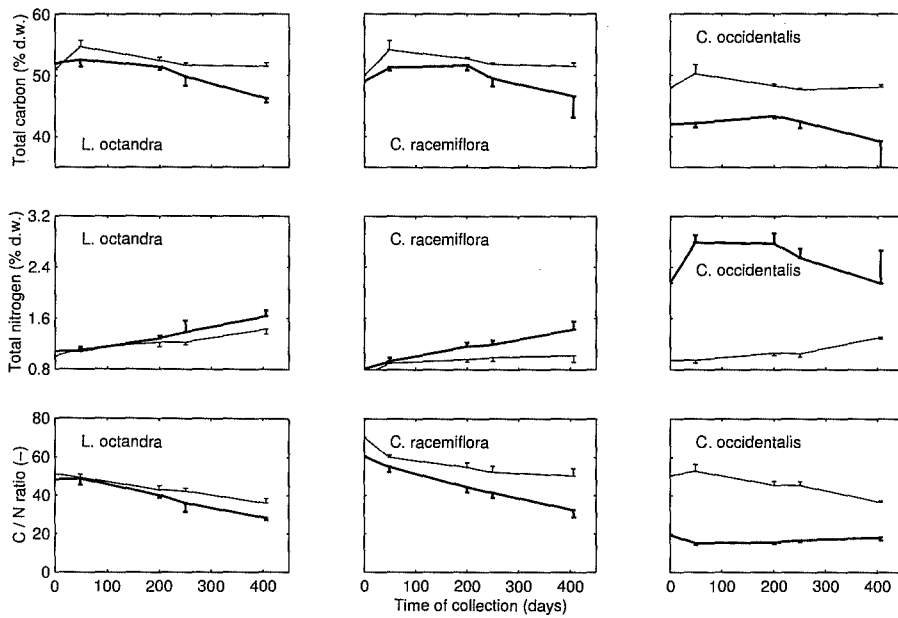 Total carbon (% d.w.)
60
50
40
L. octandra
C. racemiflora
C. occidentalis
Total nitrogen (% d.w.)
3.2
2.4
1.6
0.8
L. octandra
C. racemiflora
C. occidentalis
C / N ratio (–)
80
60
40
20
0
L. octandra
C. racemiflora
C. occidentalis
0 100 200 300 400
0 100 200 300 400
0 100 200 300 400
Time of collection (days)